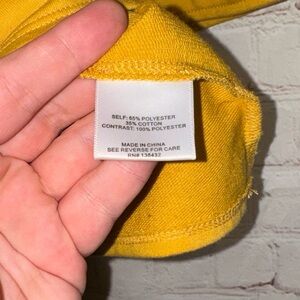 SELF: 65% POLYESTER
35% COTTON
CONTRAST: 100% POLYESTER
MADE IN CHINA
SEE REVERSE FOR CARE
RN# 138432